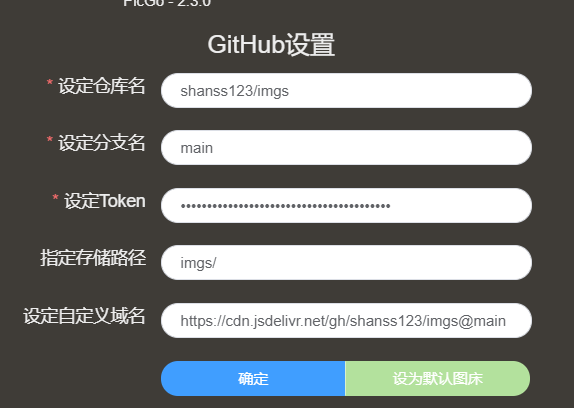 PicGo - 2.3.0
GitHub设置
* 设定仓库名 shanss123/imgs
* 设定分支名 main
* 设定Token ••••••••••••••••••••••••••••••••••••••••
指定存储路径 imgs/
设定自定义域名 https://cdn.jsdelivr.net/gh/shanss123/imgs@main
确定 设为默认图床